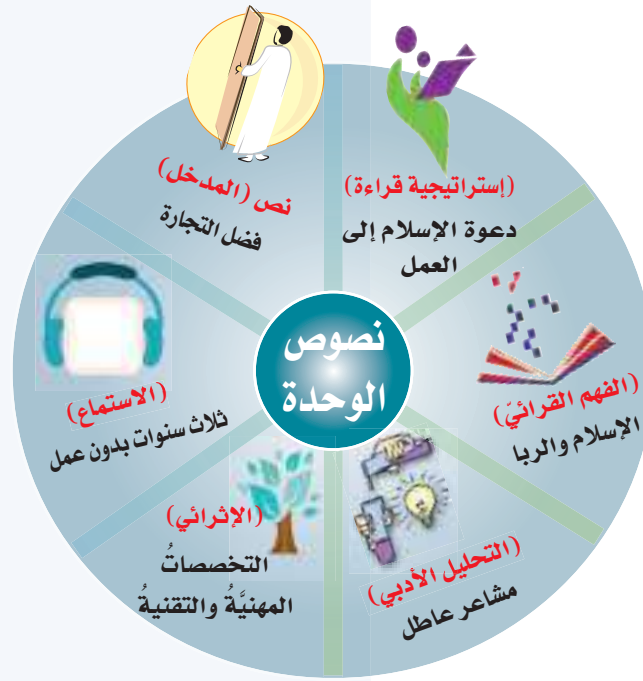 نصوص
الوحدة
نص (المدخل)
فضل التجارة
(إستراتيجية قراءة)
دعوة الإسلام إلى
العمل
(الفهم القرائيّ)
الإسلام والربا
(التحليل الأدبي)
مشاعر عاطل
(الإثرائي)
التخصصاتُ
المهنيَّةُ والتقنيةُ
(الاستماع)
ثلاث سنوات بدون عمل